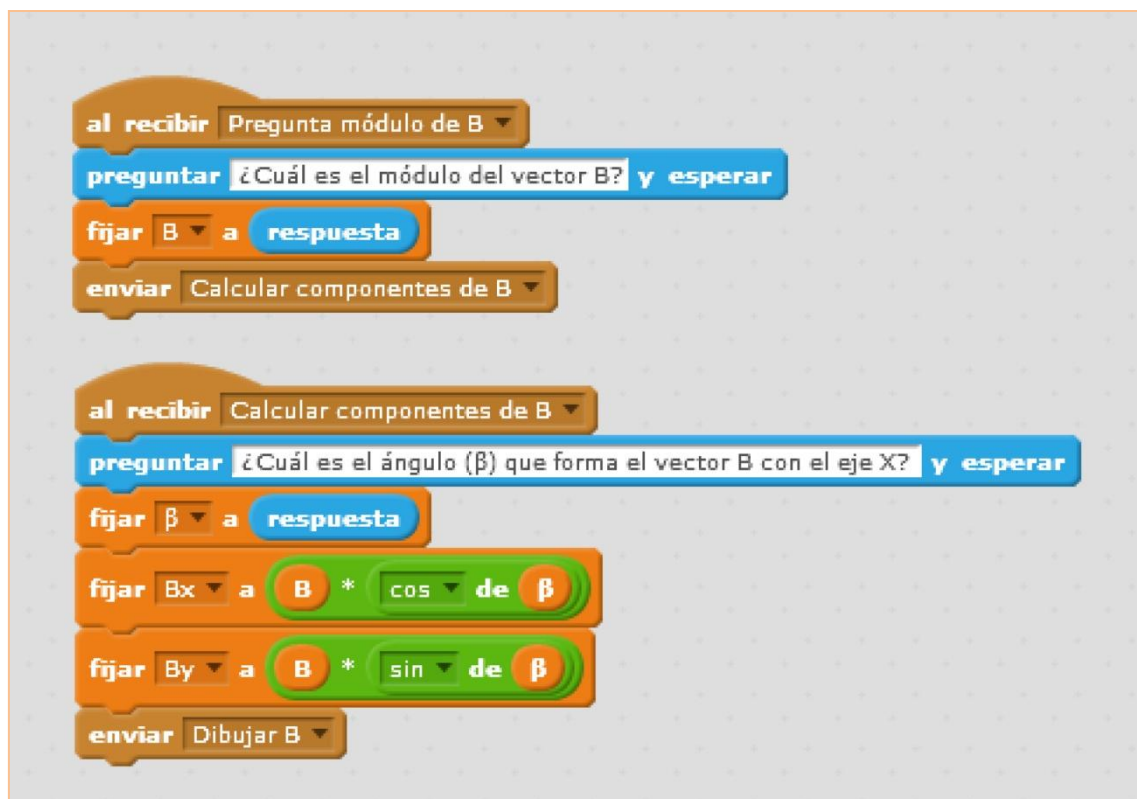 al recibir Pregunta módulo de B
preguntar ¿Cuál es el módulo del vector B? y esperar
fijar B a respuesta
enviar Calcular componentes de B
al recibir Calcular componentes de B
preguntar ¿Cuál es el ángulo (β) que forma el vector B con el eje X? y esperar
fijar β a respuesta
fijar Bx a B * cos de β
fijar By a B * sin de β
enviar Dibujar B